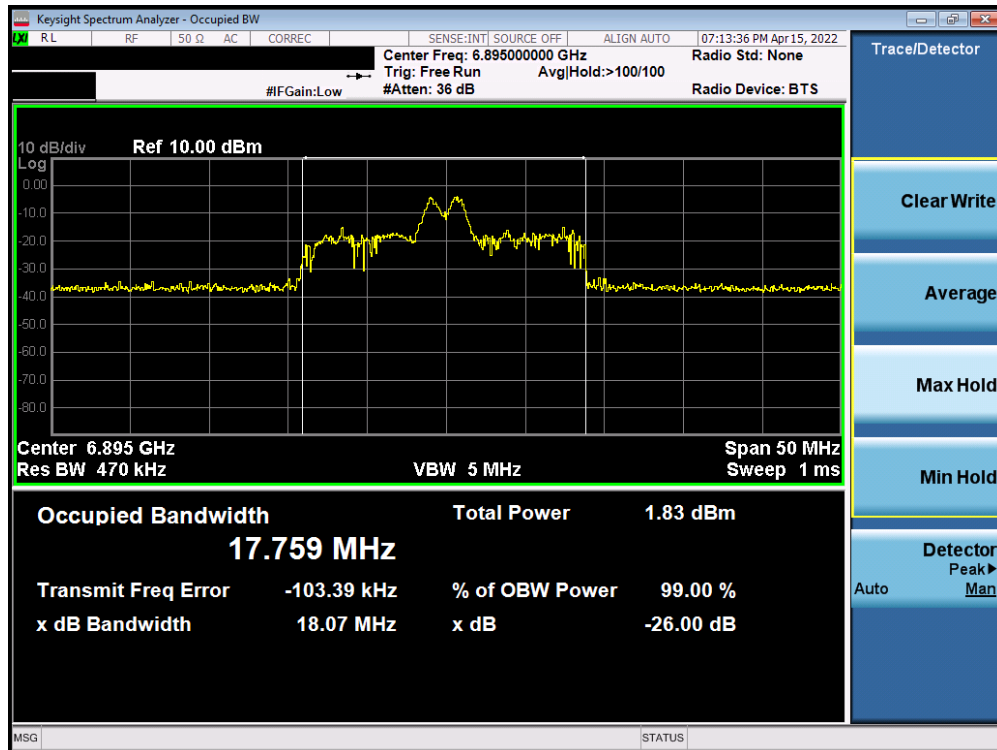 Keysight Spectrum Analyzer - Occupied BW
LXI RL RF 50 Ω AC CORREC SENSE:INT SOURCE OFF ALIGN AUTO 07:13:36 PM Apr 15, 2022
Center Freq: 6.895000000 GHz Radio Std: None
Trig: Free Run Avg|Hold:>100/100
#IFGain:Low #Atten: 36 dB Radio Device: BTS
10 dB/div Ref 10.00 dBm
Log
0.00
-10.0
-20.0
-30.0
-40.0
-50.0
-60.0
-70.0
-80.0
Center 6.895 GHz Span 50 MHz
Res BW 470 kHz VBW 5 MHz Sweep 1 ms
Occupied Bandwidth Total Power 1.83 dBm
17.759 MHz
Transmit Freq Error -103.39 kHz % of OBW Power 99.00 %
x dB Bandwidth 18.07 MHz x dB -26.00 dB
MSG STATUS
Trace/Detector
Clear Write
Average
Max Hold
Min Hold
Detector
Peak▶
Auto Man